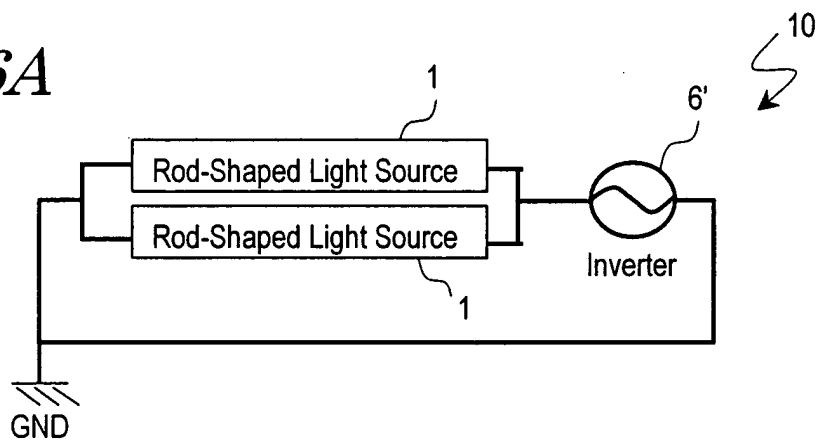 10
6A
1
6'
Rod-Shaped Light Source
Rod-Shaped Light Source
Inverter
1
GND